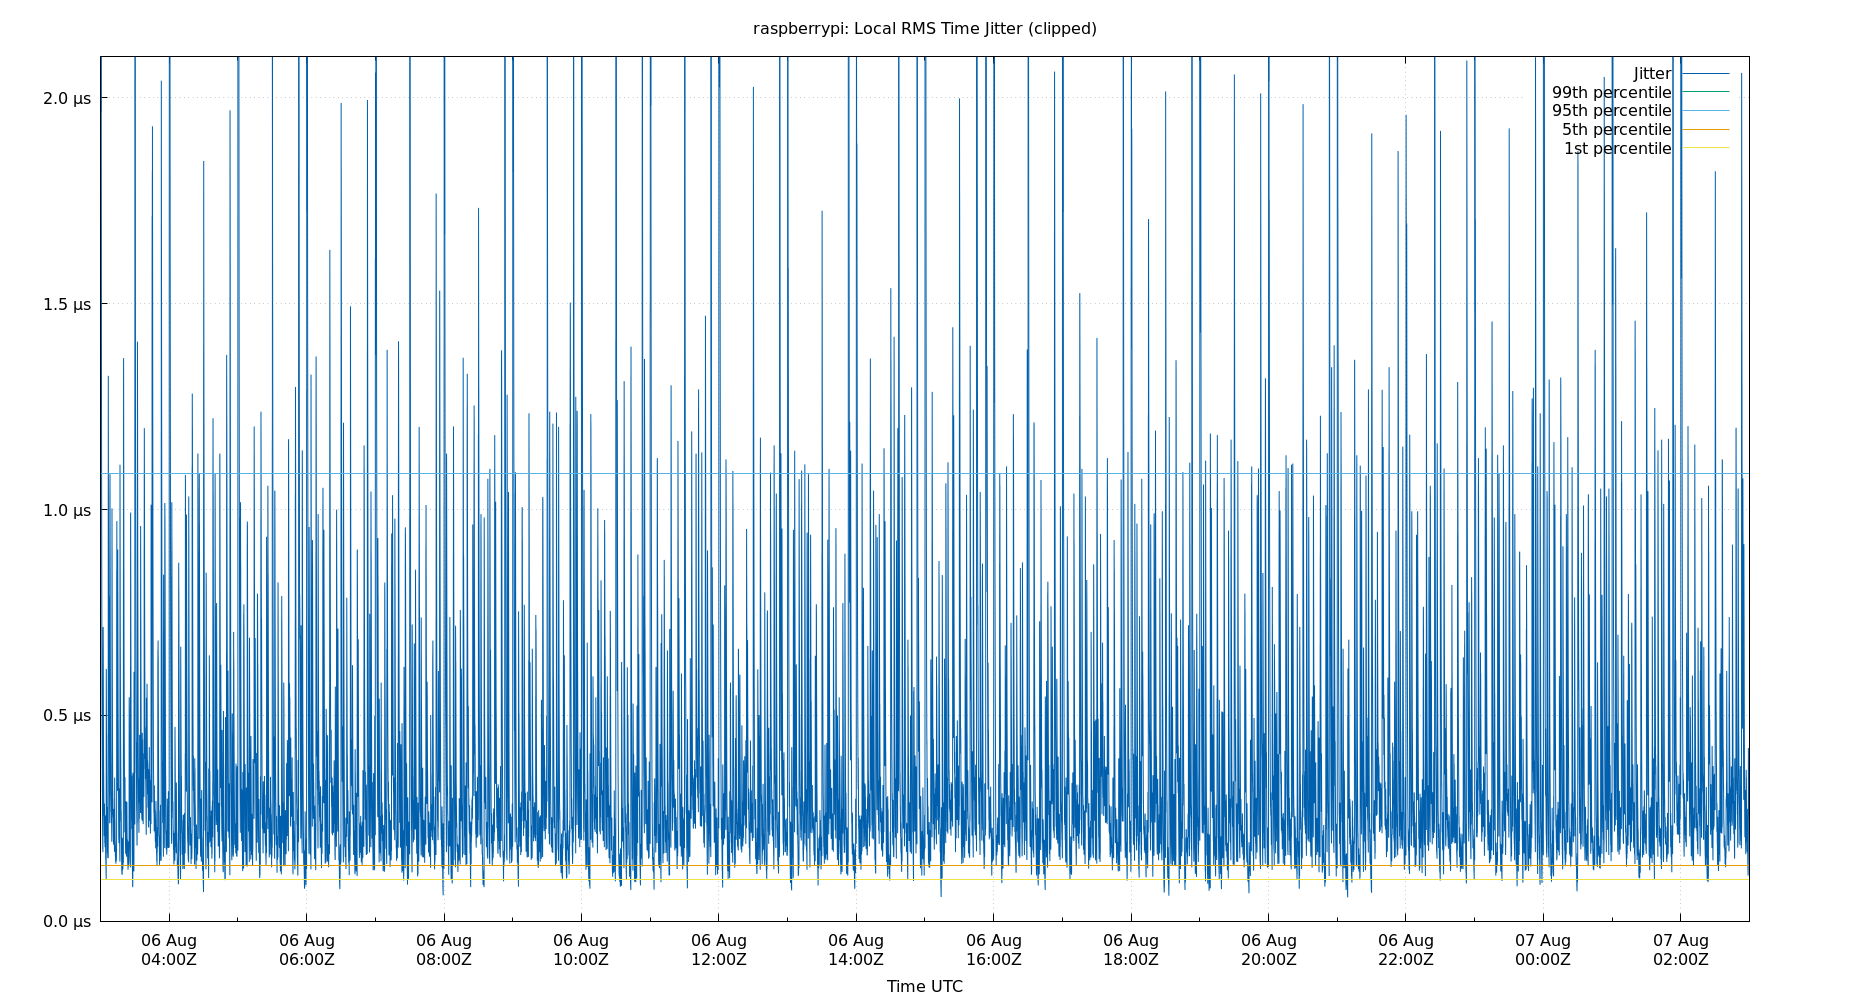 raspberrypi: Local RMS Time Jitter (clipped)
Jitter
99th percentile
95th percentile
5th percentile
1st percentile
2.0 µs
1.5 µs
1.0 µs
0.5 µs
0.0 µs
06 Aug 06 Aug 06 Aug 06 Aug 06 Aug 06 Aug 06 Aug 06 Aug 06 Aug 06 Aug 07 Aug 07 Aug
04:00Z 06:00Z 08:00Z 10:00Z 12:00Z 14:00Z 16:00Z 18:00Z 20:00Z 22:00Z 00:00Z 02:00Z
Time UTC